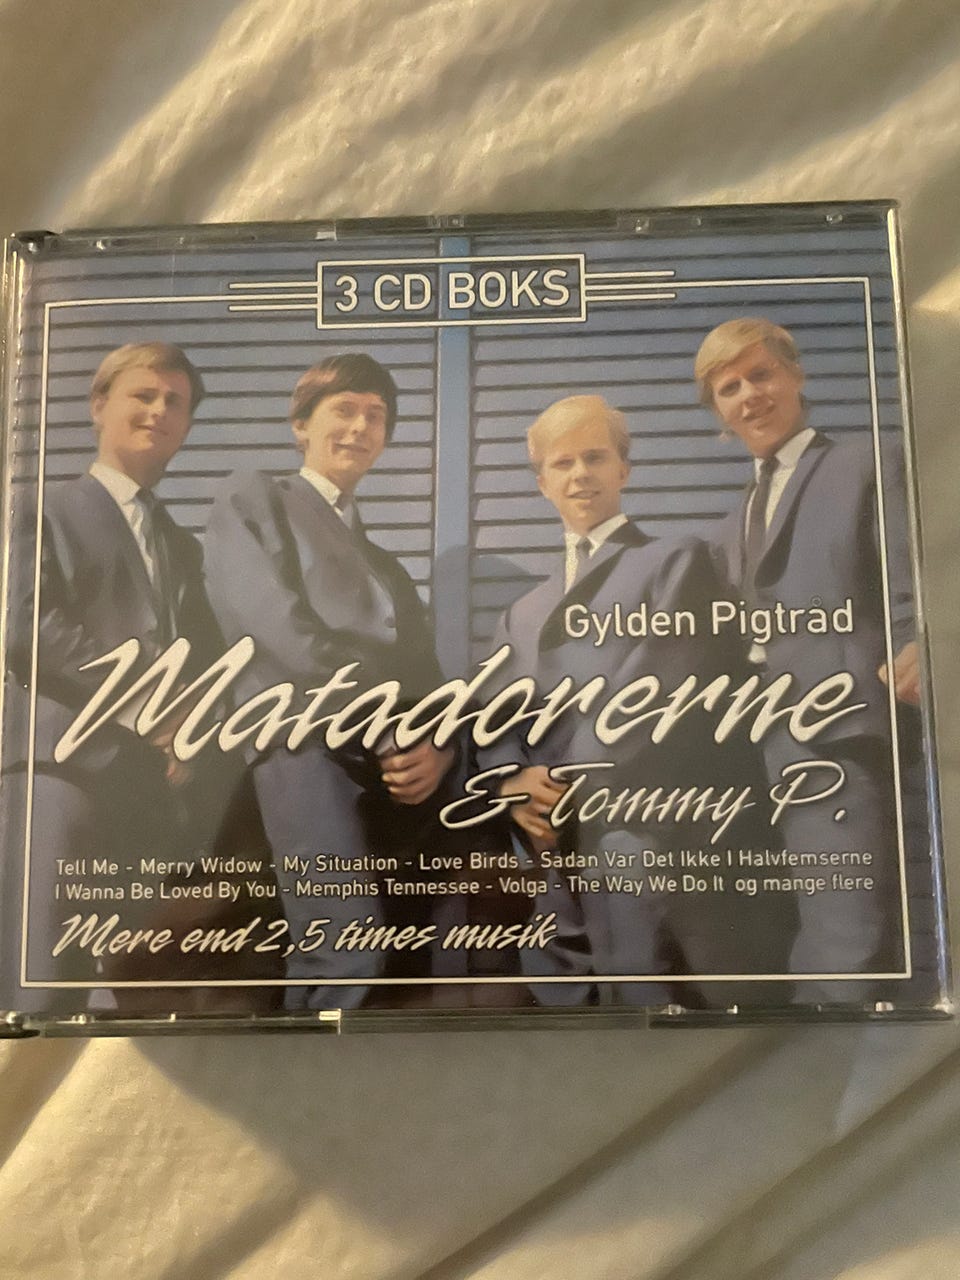 3 CD BOKS
Gylden Pigtråd
Matadorerne
& Tommy P.
Tell Me - Merry Widow - My Situation - Love Birds - Sådan Var Det Ikke I Halvfemserne
I Wanna Be Loved By You - Memphis Tennessee - Volga - The Way We Do It og mange flere
Mere end 2,5 times musik